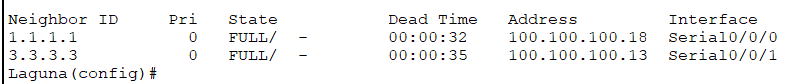 Neighbor ID     Pri   State           Dead Time   Address         Interface
1.1.1.1           0   FULL/  -        00:00:32    100.100.100.18  Serial0/0/0
3.3.3.3           0   FULL/  -        00:00:35    100.100.100.13  Serial0/0/1
Laguna(config)#